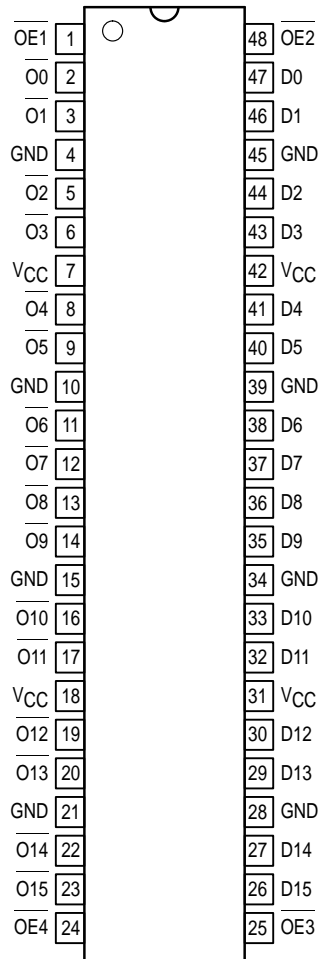 OE1 1 48 OE2
O0 2 47 D0
O1 3 46 D1
GND 4 45 GND
O2 5 44 D2
O3 6 43 D3
VCC 7 42 VCC
O4 8 41 D4
O5 9 40 D5
GND 10 39 GND
O6 11 38 D6
O7 12 37 D7
O8 13 36 D8
O9 14 35 D9
GND 15 34 GND
O10 16 33 D10
O11 17 32 D11
VCC 18 31 VCC
O12 19 30 D12
O13 20 29 D13
GND 21 28 GND
O14 22 27 D14
O15 23 26 D15
OE4 24 25 OE3